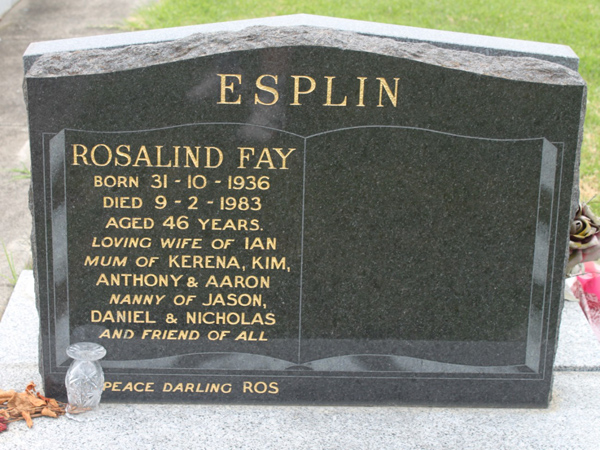 ESPLIN
ROSALIND FAY
BORN 31-10-1936
DIED 9-2-1983
AGED 46 YEARS.
LOVING WIFE OF IAN
MUM OF KERENA, KIM,
ANTHONY & AARON
NANNY OF JASON,
DANIEL & NICHOLAS
AND FRIEND OF ALL
PEACE DARLING ROS